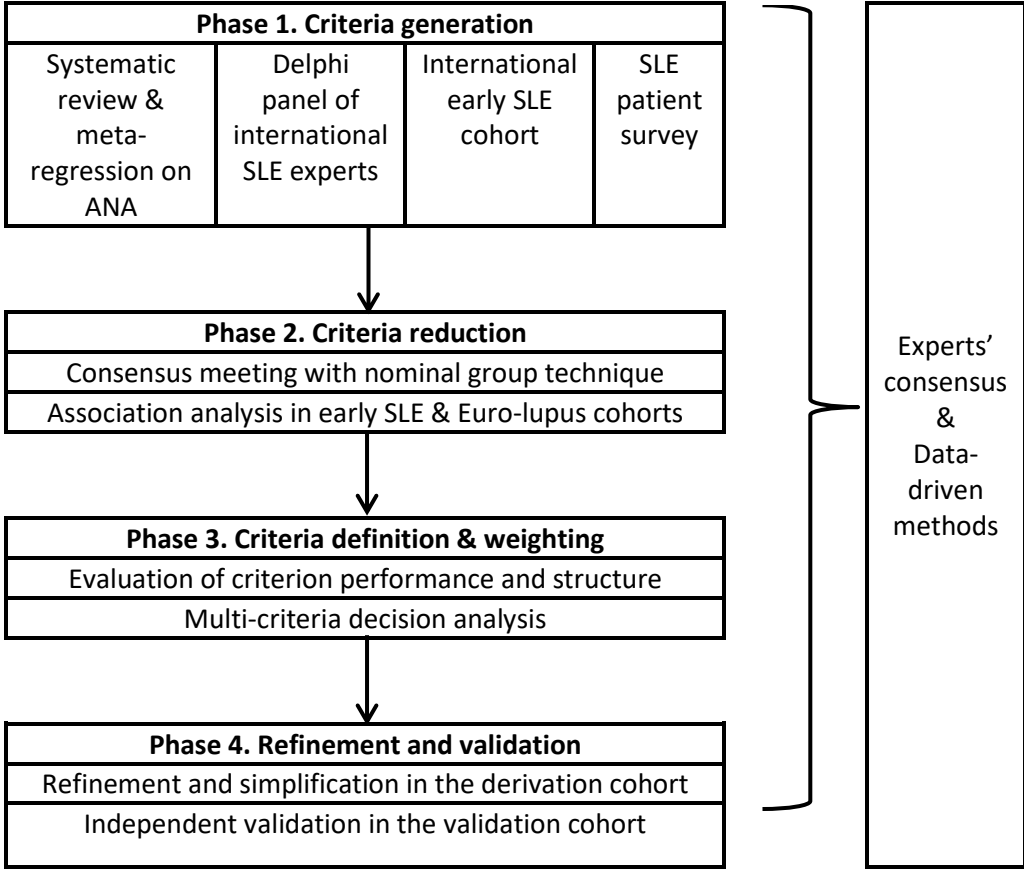 Phase 1. Criteria generation
Systematic
review &
meta-
regression on
ANA
Delphi
panel of
international
SLE experts
International
early SLE
cohort
SLE
patient
survey
Phase 2. Criteria reduction
Consensus meeting with nominal group technique
Association analysis in early SLE & Euro-lupus cohorts
Phase 3. Criteria definition & weighting
Evaluation of criterion performance and structure
Multi-criteria decision analysis
Phase 4. Refinement and validation
Refinement and simplification in the derivation cohort
Independent validation in the validation cohort
Experts’
consensus
&
Data-
driven
methods